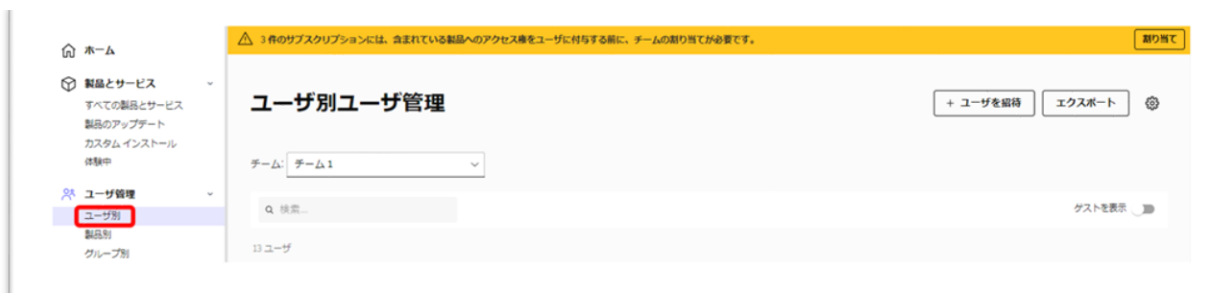 3 件のサブスクリプションには、含まれている製品へのアクセス権をユーザに付与する前に、チームの割り当てが必要です。
割り当て
ホーム
製品とサービス
すべての製品とサービス
製品のアップデート
カスタム インストール
体験中
ユーザ管理
ユーザ別
製品別
グループ別
ユーザ別ユーザ管理
+ ユーザを招待
エクスポート
チーム: チーム 1
検索...
ゲストを表示
13 ユーザ